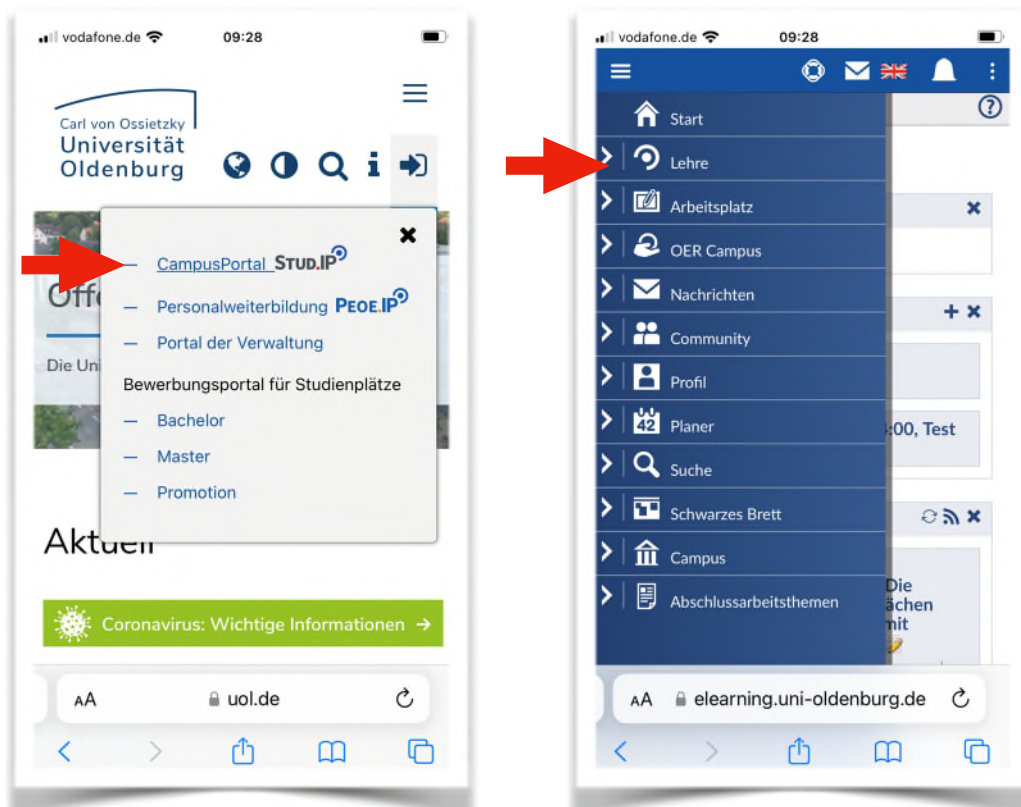 vodafone.de 09:28
Carl von Ossietzky
Universität
Oldenburg
CampusPortal STUD.IP
Offe
Personalweiterbildung PEOE.IP
Portal der Verwaltung
Die Uni
Bewerbungsportal für Studienplätze
Bachelor
Master
Promotion
Aktuell
Coronavirus: Wichtige Informationen →
AA uol.de
vodafone.de 09:28
Start
Lehre
Arbeitsplatz
OER Campus
Nachrichten
Community
Profil
42 Planer
:00, Test
Suche
Schwarzes Brett
Campus
Die
Abschlussarbeitsthemen
ächen
mit
AA elearning.uni-oldenburg.de